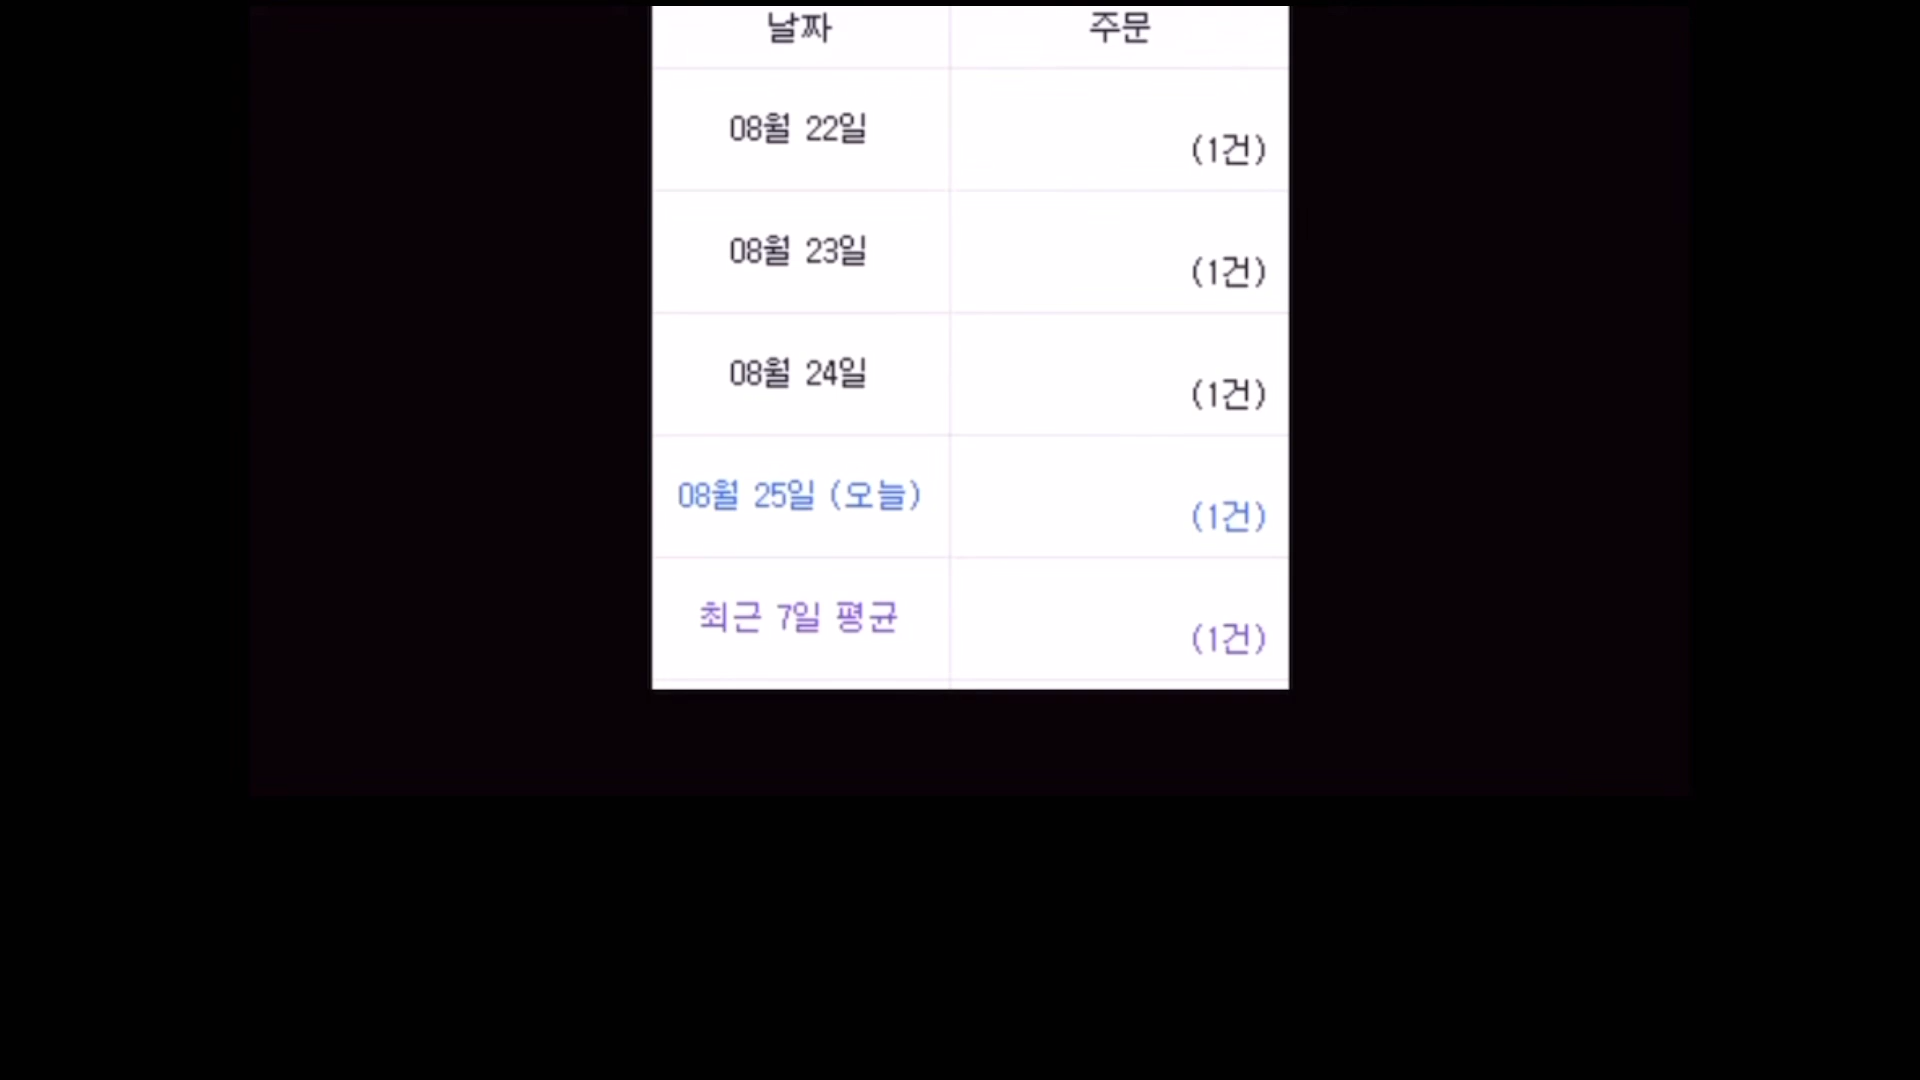 날짜 주문
08월 22일 (1건)
08월 23일 (1건)
08월 24일 (1건)
08월 25일 (오늘) (1건)
최근 7일 평균 (1건)